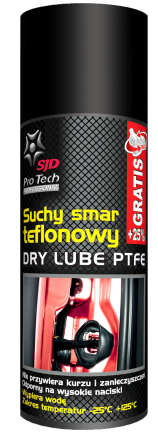 SJD
Pro Tech
PROFESSIONAL
GRATIS
+25%
Suchy smar
teflonowy
DRY LUBE PTFE
Nie przywiera kurzu i zanieczyszczeń
Odporny na wysokie naciski
Wypiera wodę
Zakres temperatur -25°C +125°C